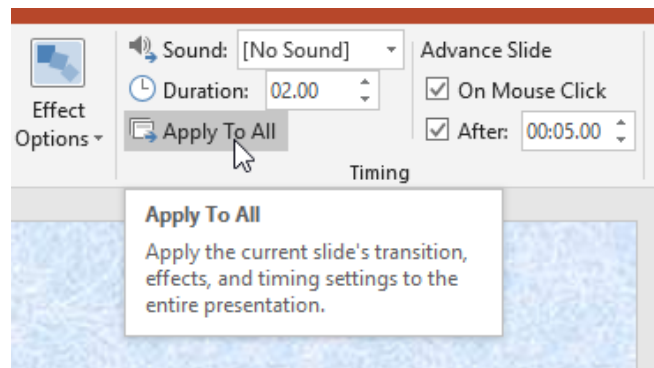 Effect
Options
Sound: [No Sound]
Duration: 02.00
Apply To All
Advance Slide
On Mouse Click
After: 00:05.00
Timing
Apply To All
Apply the current slide's transition,
effects, and timing settings to the
entire presentation.